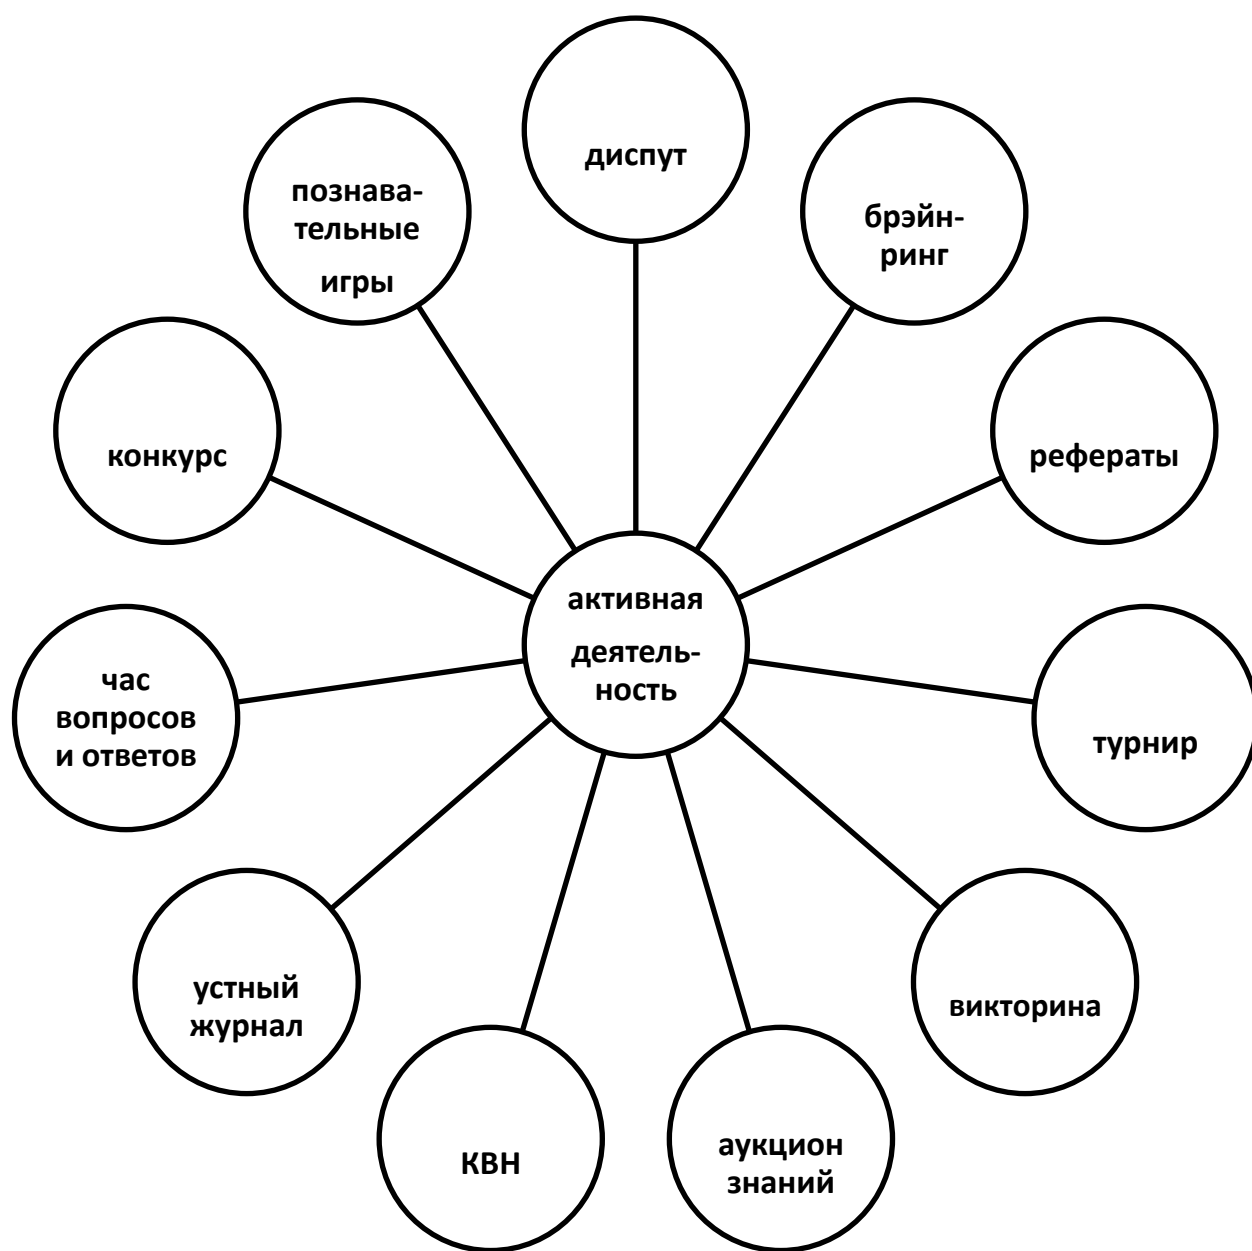 диспут
познава-
тельные
игры
брэйн-
ринг
конкурс
рефераты
активная
деятель-
ность
час
вопросов
и ответов
турнир
устный
журнал
викторина
КВН
аукцион
знаний